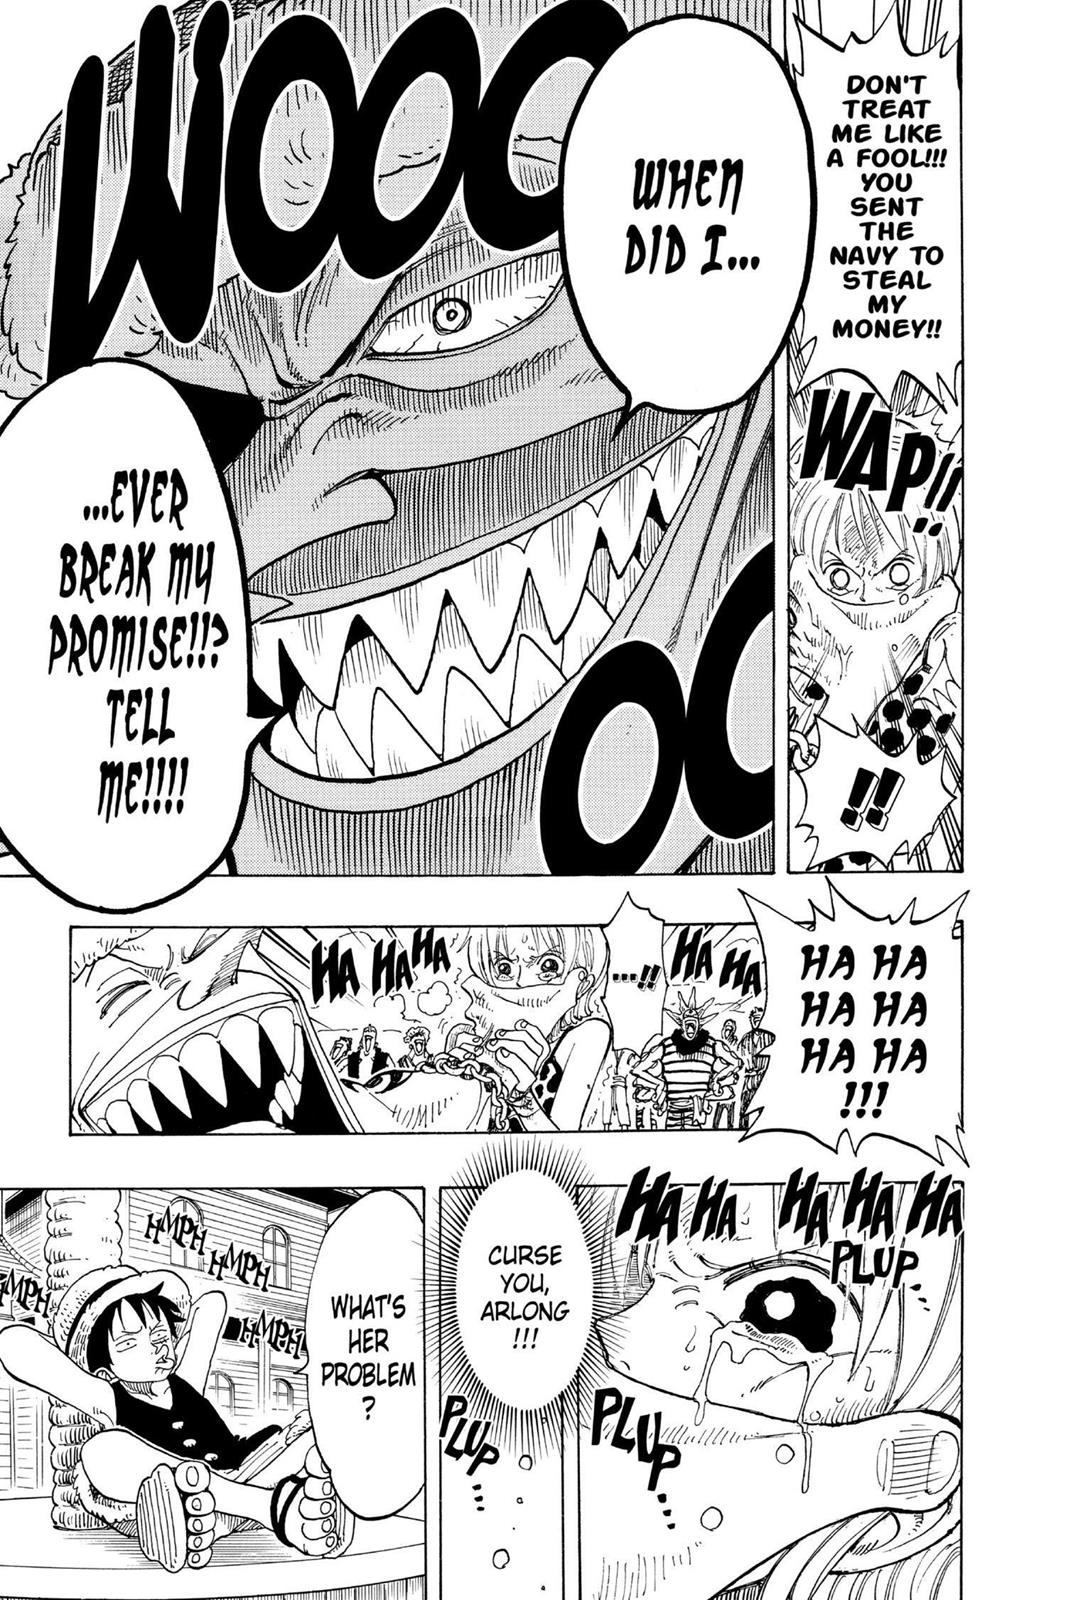 DON'T
TREAT
ME LIKE
A FOOL!!!
YOU
SENT
THE
NAVY TO
STEAL
MY
MONEY!!
WAP!!
!!
WHEN
DID I...
WOOO
OO
...EVER
BREAK MY
PROMISE!!!?
TELL
ME!!!!
HA HA
HA HA
HA HA
!!!
HA HA
....!!
HA HA HA
HA HA HA HA HA
PLUP
PLUP
CURSE
YOU,
ARLONG
!!!
PLUP
WHAT'S
HER
PROBLEM
?
HMPH
HMPH
HMPH
HMPH